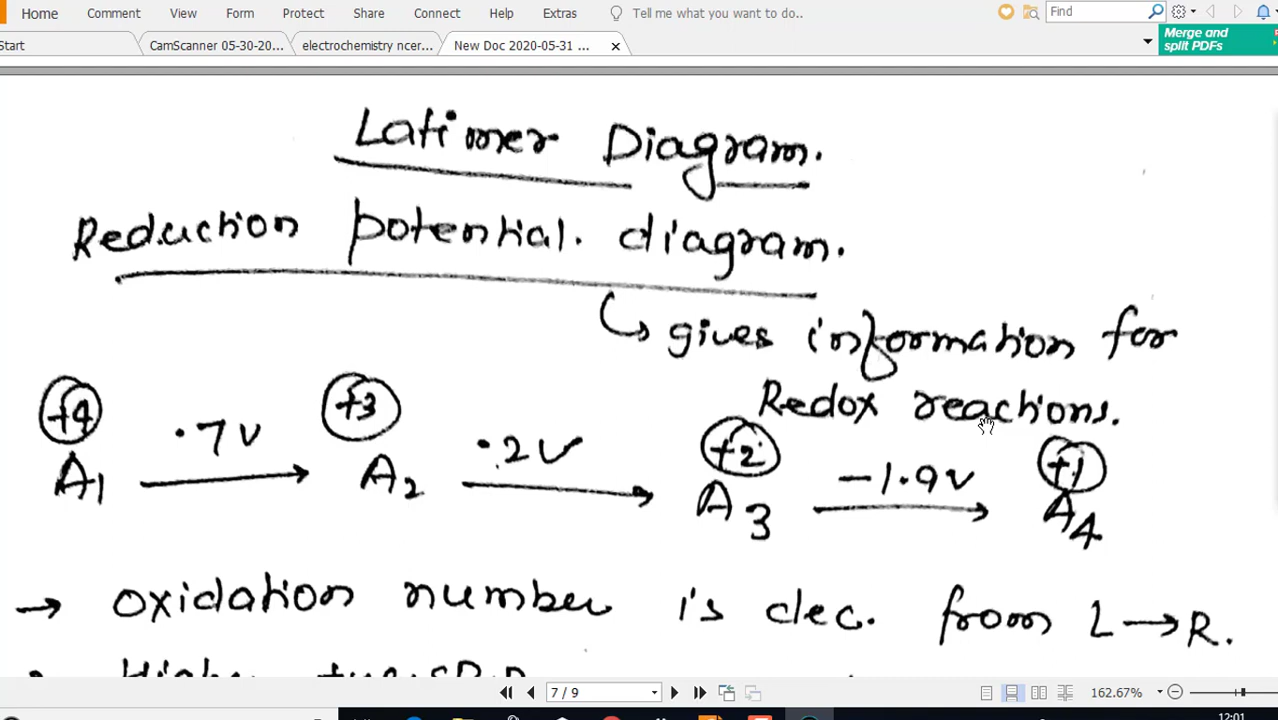 Home Comment View Form Protect Share Connect Help Extras Tell me what you want to do.. Find
Start CamScanner 05-30-20... electrochemistry ncer... New Doc 2020-05-31 ... × Merge and
split PDFs
Latimer Diagram.
Reduction potential. diagram.
↳ gives information for
Redox reactions.
+4 +3 +2 +1
A1 .7V → A2 .2V → A3 -1.9V → A4
→ oxidation number is dec. from L → R.
7 / 9 162.67%
12:01